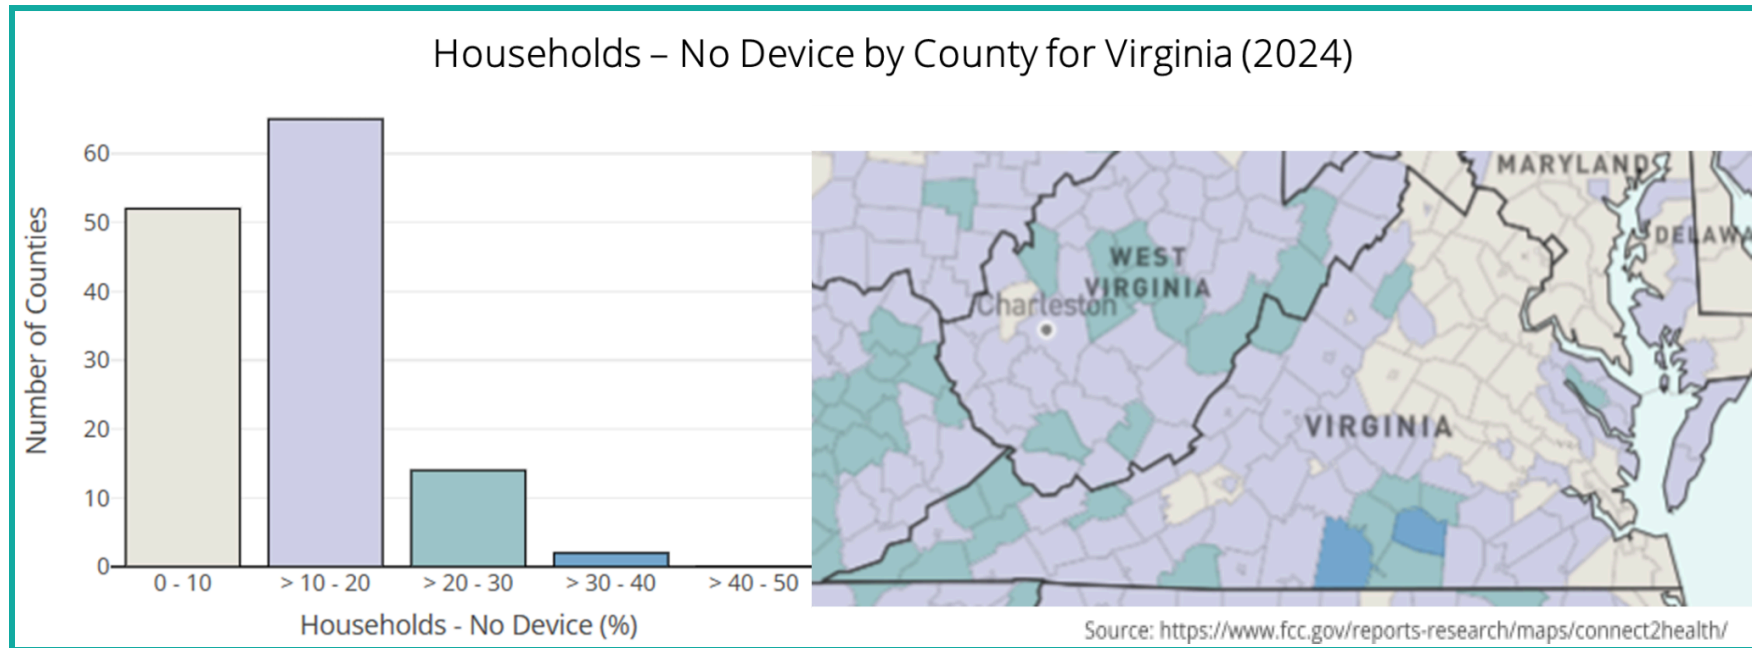 Households – No Device by County for Virginia (2024)
Number of Counties
60
50
40
30
20
10
0
0 - 10
> 10 - 20
> 20 - 30
> 30 - 40
> 40 - 50
Households - No Device (%)
MARYLAND
DELAWA
WEST
VIRGINIA
Charleston
VIRGINIA
Source: https://www.fcc.gov/reports-research/maps/connect2health/